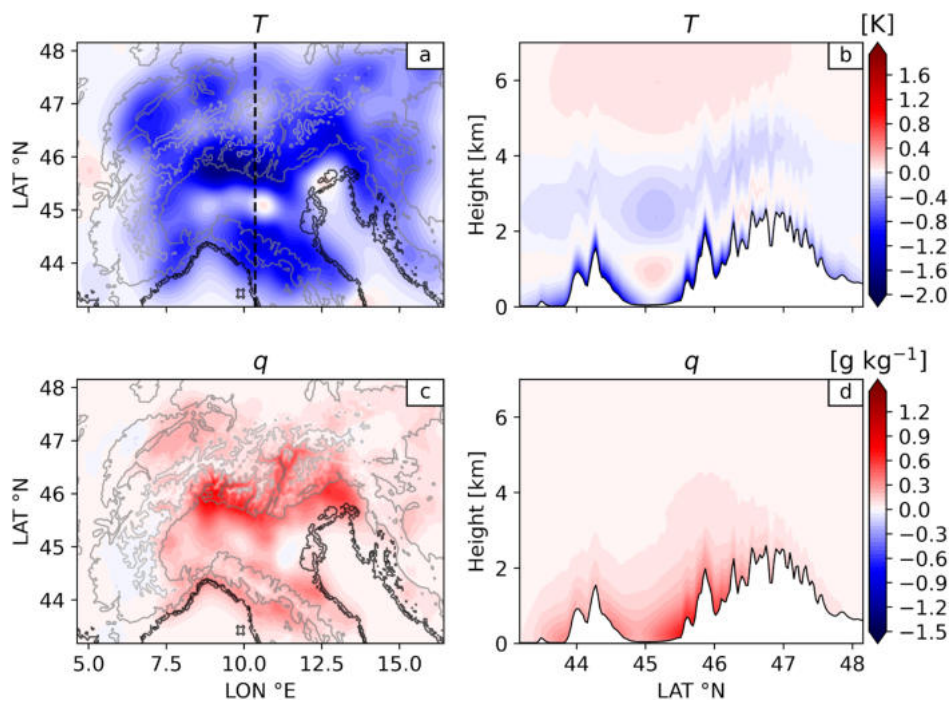 T
T
[K]
a
b
48
47
46
45
44
LAT °N
6
4
2
0
Height [km]
1.6
1.2
0.8
0.4
0.0
−0.4
−0.8
−1.2
−1.6
−2.0
q
q
[g kg⁻¹]
c
d
48
47
46
45
44
LAT °N
6
4
2
0
Height [km]
1.2
0.9
0.6
0.3
0.0
−0.3
−0.6
−0.9
−1.2
−1.5
5.0 7.5 10.0 12.5 15.0
LON °E
44 45 46 47 48
LAT °N